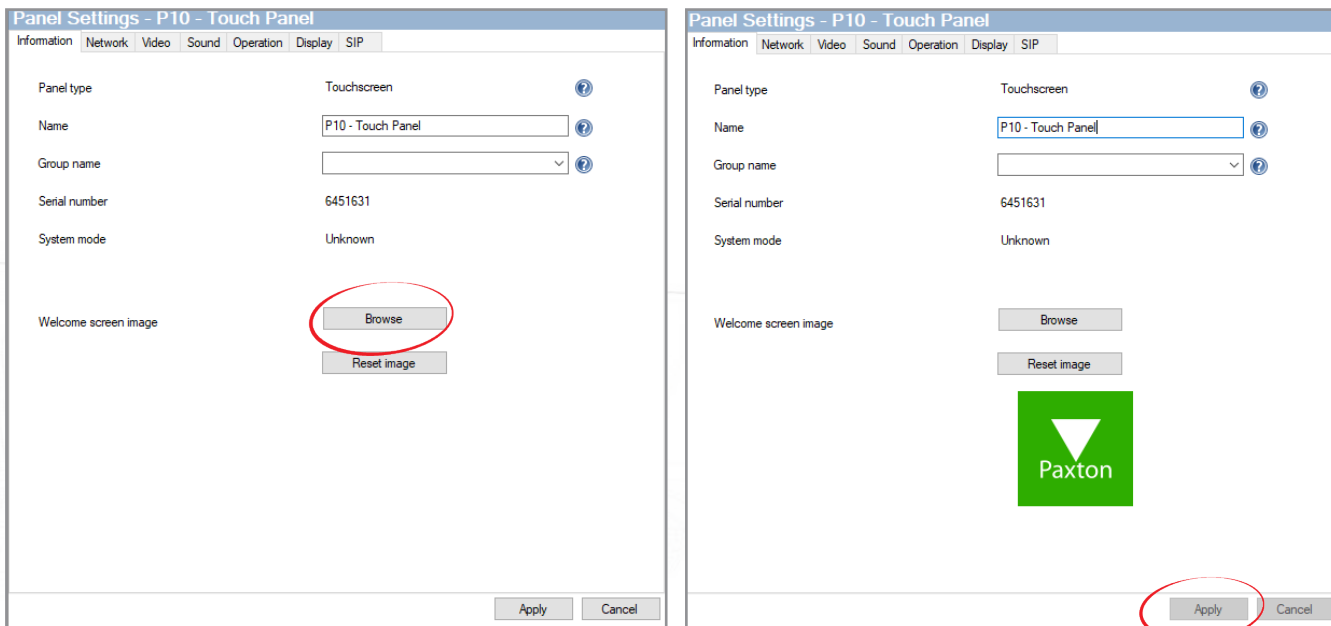 Panel Settings - P10 - Touch Panel
Information Network Video Sound Operation Display SIP
Panel type Touchscreen
Name P10 - Touch Panel
Group name
Serial number 6451631
System mode Unknown
Welcome screen image Browse
Reset image
Apply Cancel
Panel Settings - P10 - Touch Panel
Information Network Video Sound Operation Display SIP
Panel type Touchscreen
Name P10 - Touch Panel
Group name
Serial number 6451631
System mode Unknown
Welcome screen image Browse
Reset image
Paxton
Apply Cancel